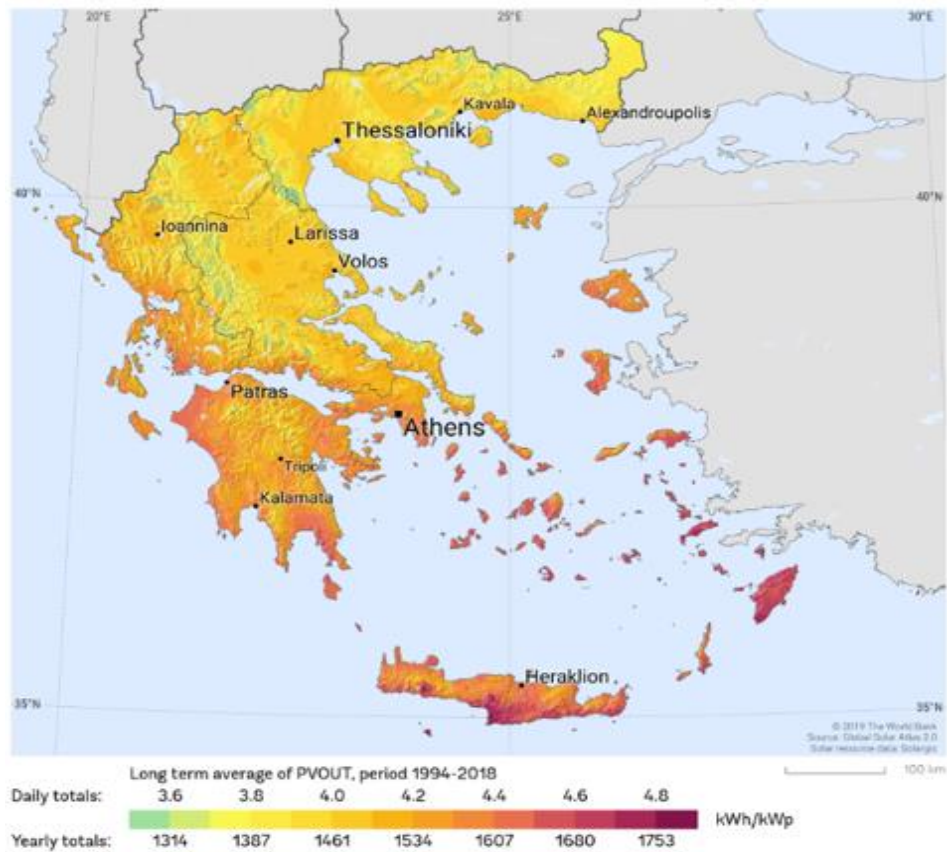 20°E
25°E
30°E
Kavala
Alexandroupolis
Thessaloniki
40°N
40°N
Ioannina
Larissa
Volos
Patras
Athens
Tripoli
Kalamata
Heraklion
35°N
35°N
© 2019 The World Bank
Source: Global Solar Atlas 2.0
Solar resource data: Solargis
100 km
Long term average of PVOUT, period 1994-2018
Daily totals: 3.6 3.8 4.0 4.2 4.4 4.6 4.8
kWh/kWp
Yearly totals: 1314 1387 1461 1534 1607 1680 1753